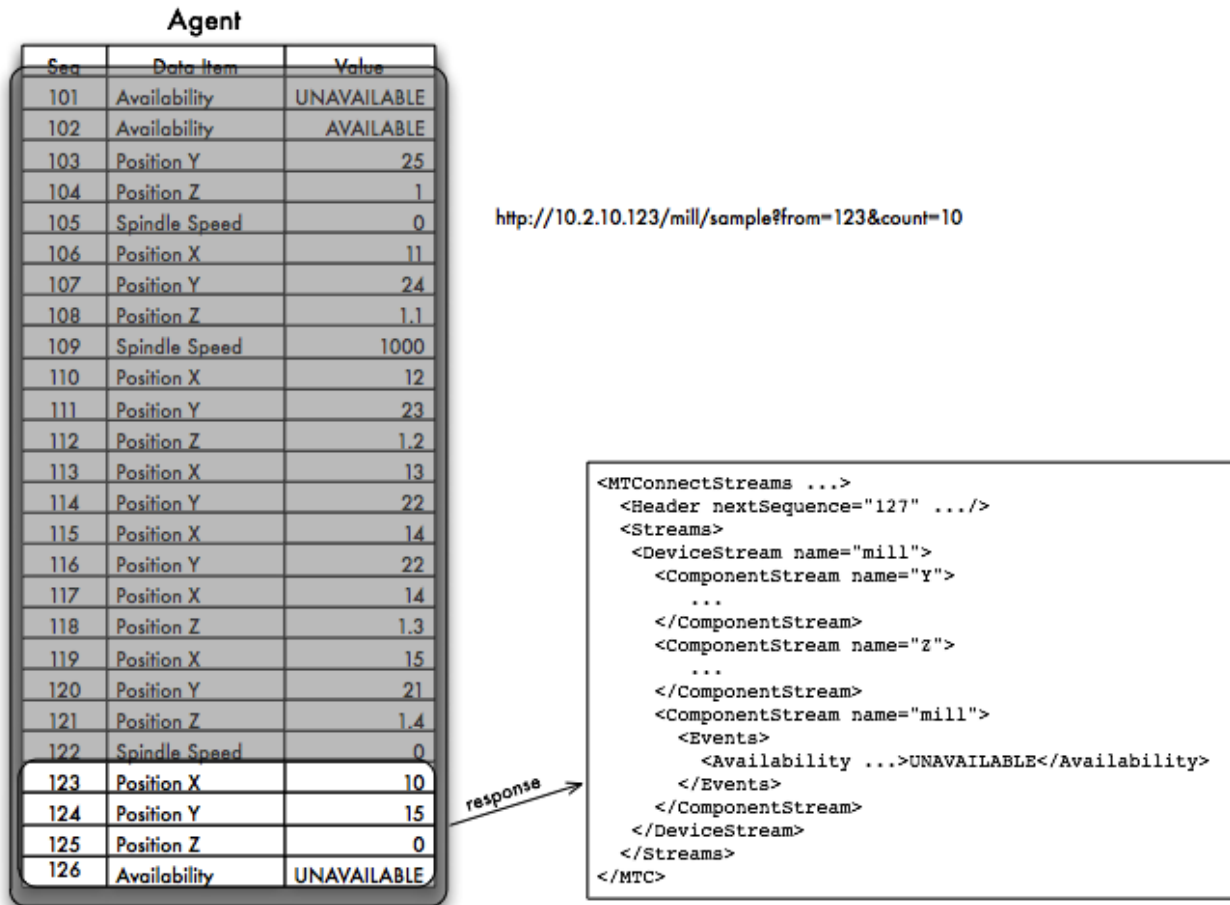 Agent
Seq Data Item Value
101 Availability UNAVAILABLE
102 Availability AVAILABLE
103 Position Y 25
104 Position Z 1
105 Spindle Speed 0
106 Position X 11
107 Position Y 24
108 Position Z 1.1
109 Spindle Speed 1000
110 Position X 12
111 Position Y 23
112 Position Z 1.2
113 Position X 13
114 Position Y 22
115 Position X 14
116 Position Y 22
117 Position X 14
118 Position Z 1.3
119 Position X 15
120 Position Y 21
121 Position Z 1.4
122 Spindle Speed 0
123 Position X 10
124 Position Y 15
125 Position Z 0
126 Availability UNAVAILABLE
http://10.2.10.123/mill/sample?from=123&count=10
response
<MTConnectStreams ...>
<Header nextSequence="127" .../>
<Streams>
<DeviceStream name="mill">
<ComponentStream name="Y">
...
</ComponentStream>
<ComponentStream name="Z">
...
</ComponentStream>
<ComponentStream name="mill">
<Events>
<Availability ...>UNAVAILABLE</Availability>
</Events>
</ComponentStream>
</DeviceStream>
</Streams>
</MTC>